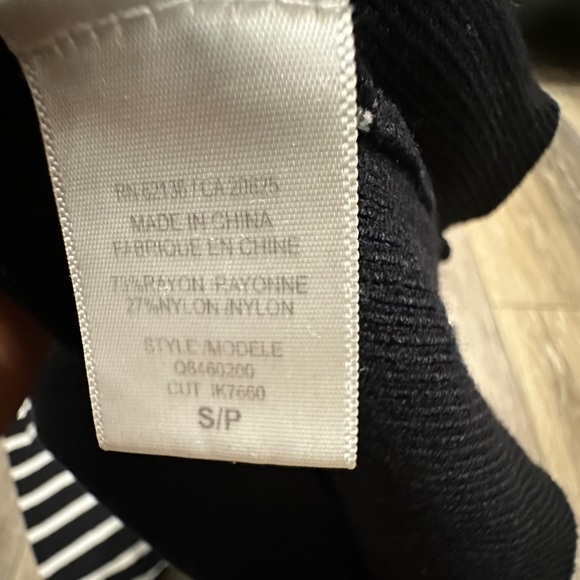 RN 62136 / CA 20625
MADE IN CHINA
FABRIQUE EN CHINE
73%RAYON /RAYONNE
27%NYLON /NYLON
STYLE /MODELE
Q8460200
CUT IK7660
S/P